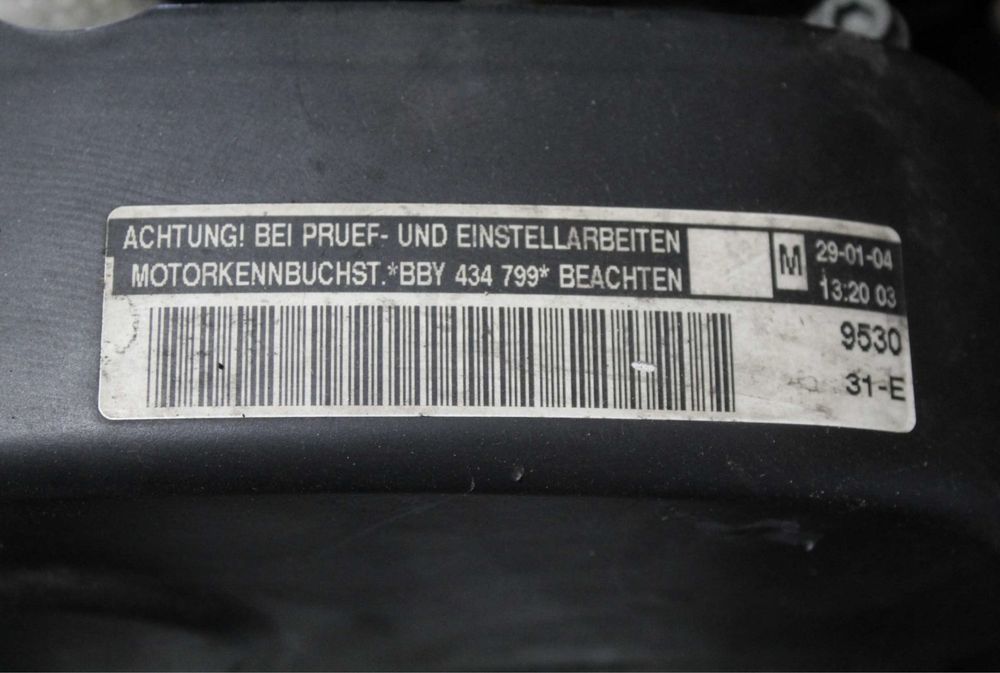 ACHTUNG! BEI PRUEF- UND EINSTELLARBEITEN
MOTORKENNBUCHST.*BBY 434 799* BEACHTEN
M
29-01-04
13:20 03
9530
31-E